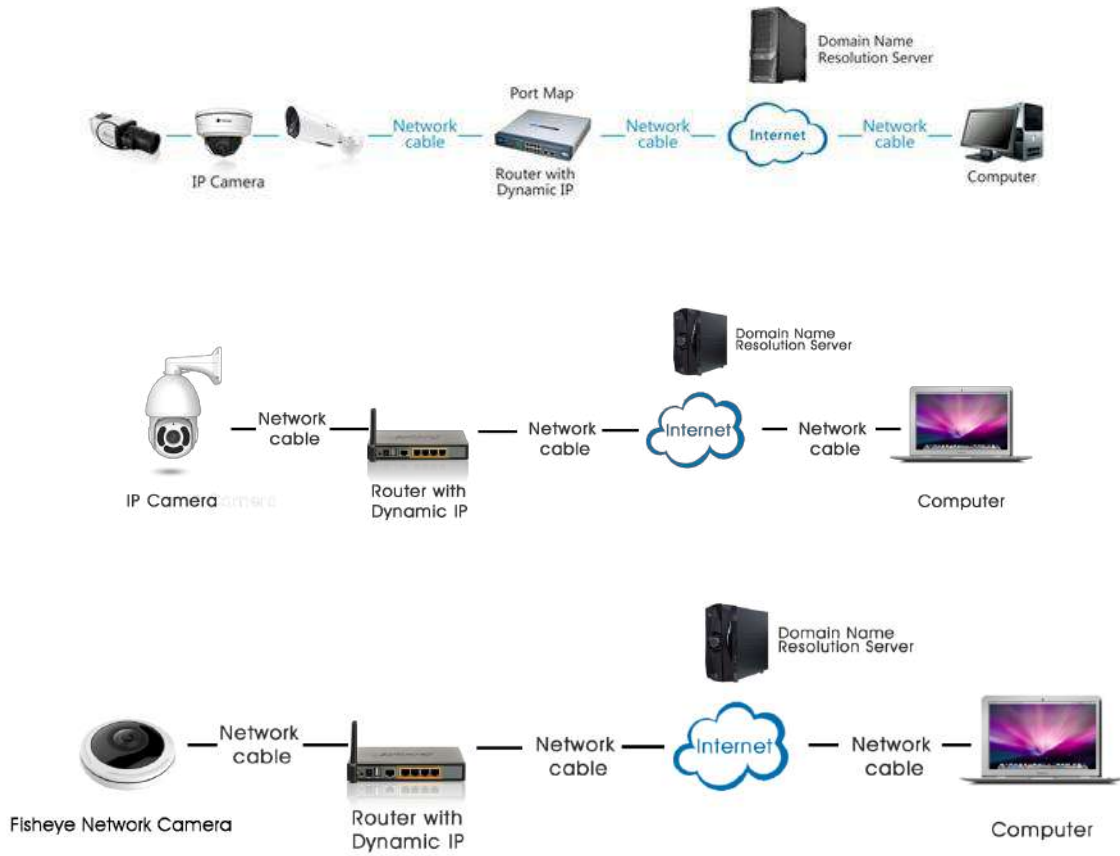 Domain Name
Resolution Server
Port Map
Network
cable
Network
cable
Internet
Network
cable
IP Camera
Router with
Dynamic IP
Computer
Domain Name
Resolution Server
Network
cable
Network
cable
Internet
Network
cable
IP Camera
Router with
Dynamic IP
Computer
Domain Name
Resolution Server
Network
cable
Network
cable
Internet
Network
cable
Fisheye Network Camera
Router with
Dynamic IP
Computer